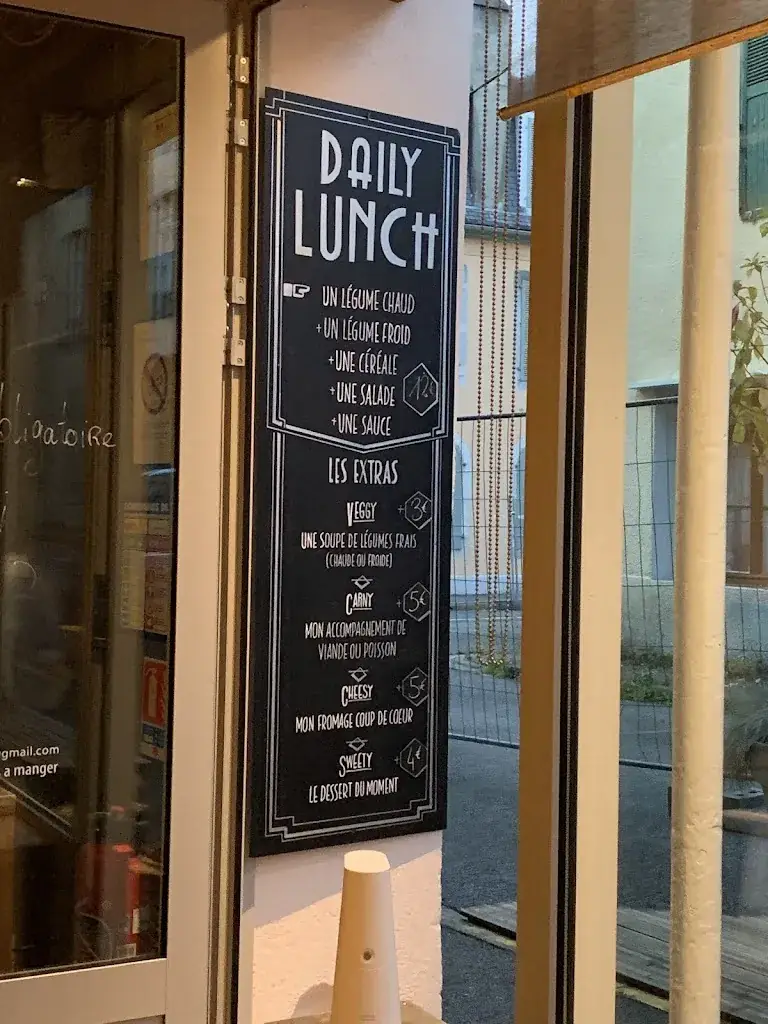 DAILY
LUNCH
UN LÉGUME CHAUD
+UN LÉGUME FROID
+UNE CÉRÉALE
+UNE SALADE 12€
+UNE SAUCE
LES EXTRAS
VEGGY +3€
UNE SOUPE DE LÉGUMES FRAIS
(CHAUDE OU FROIDE)
CARNY +5€
MON ACCOMPAGNEMENT DE
VIANDE OU POISSON
CHEESY +5€
MON FROMAGE COUP DE COEUR
SWEETY +4€
LE DESSERT DU MOMENT
bligatoire
@gmail.com
a manger